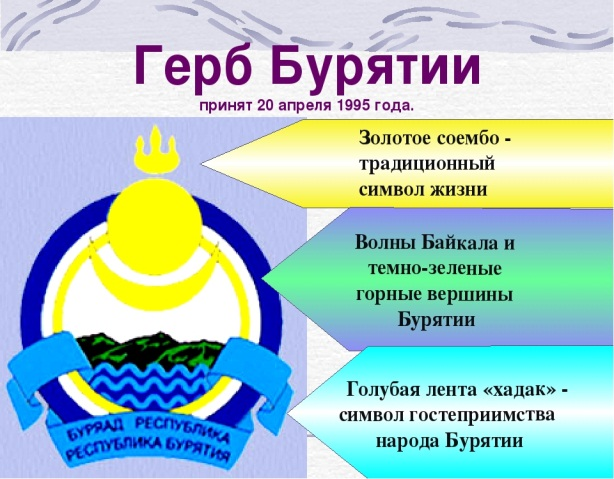 Герб Бурятии
принят 20 апреля 1995 года.
Золотое соембо -
традиционный
символ жизни
Волны Байкала и
темно-зеленые
горные вершины
Бурятии
Голубая лента «хадак» -
символ гостеприимства
народа Бурятии
БУРЯАД РЕСПУБЛИКА
РЕСПУБЛИКА БУРЯТИЯ